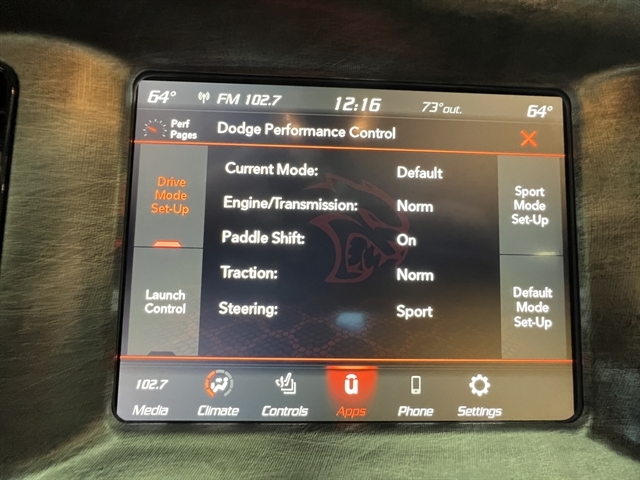 64° FM 102.7 12:16 73°out. 64°
Perf
Pages
Dodge Performance Control
Drive
Mode
Set-Up
Launch
Control
Current Mode: Default
Engine/Transmission: Norm
Paddle Shift: On
Traction: Norm
Steering: Sport
Sport
Mode
Set-Up
Default
Mode
Set-Up
102.7 ū
Media Climate Controls Apps Phone Settings